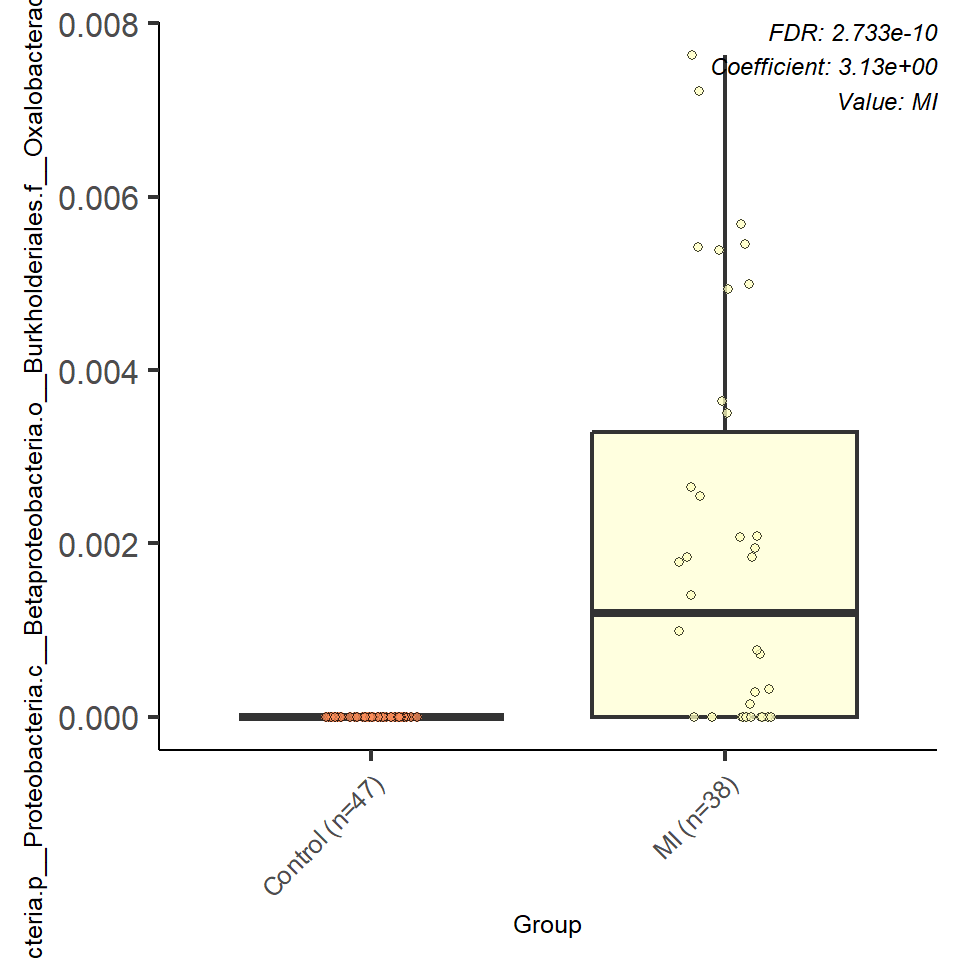 cteria.p__Proteobacteria.c__Betaproteobacteria.o__Burkholderiales.f__Oxalobacterac
0.008
0.006
0.004
0.002
0.000
FDR: 2.733e-10
Coefficient: 3.13e+00
Value: MI
Control (n=47)
MI (n=38)
Group